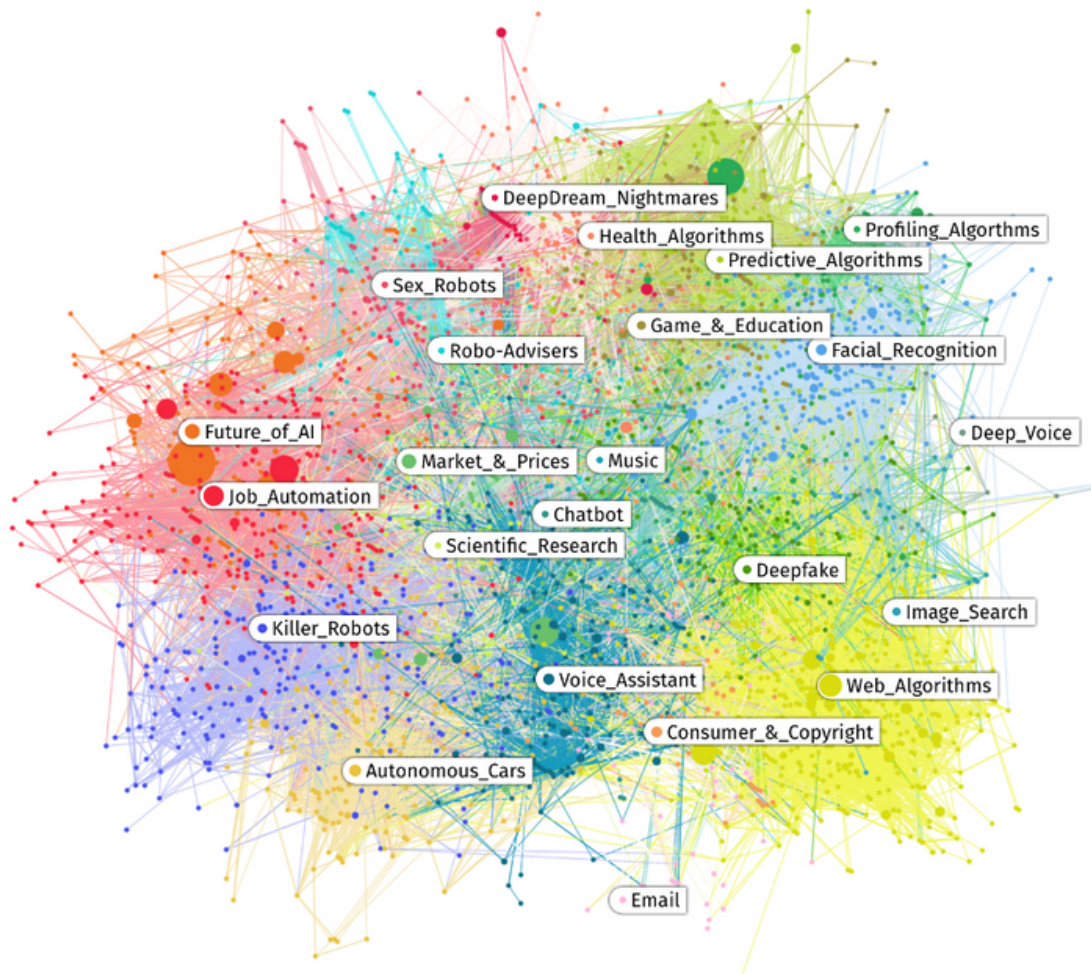 DeepDream_Nightmares
Health_Algorithms
Profiling_Algorthms
Predictive_Algorithms
Sex_Robots
Game_&_Education
Robo-Advisers
Facial_Recognition
Future_of_AI
Deep_Voice
Market_&_Prices
Music
Job_Automation
Chatbot
Scientific_Research
Deepfake
Image_Search
Killer_Robots
Voice_Assistant
Web_Algorithms
Consumer_&_Copyright
Autonomous_Cars
Email